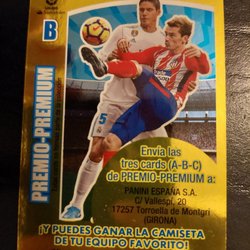 B
PREMIO-PREMIUM
5
Envía las
tres cards (A-B-C)
de PREMIO-PREMIUM a:
PANINI ESPAÑA S.A.
C/ Vallespí, 20
17257 Torroella de Montgrí
(GIRONA)
¡Y PUEDES GANAR LA CAMISETA
DE TU EQUIPO FAVORITO!